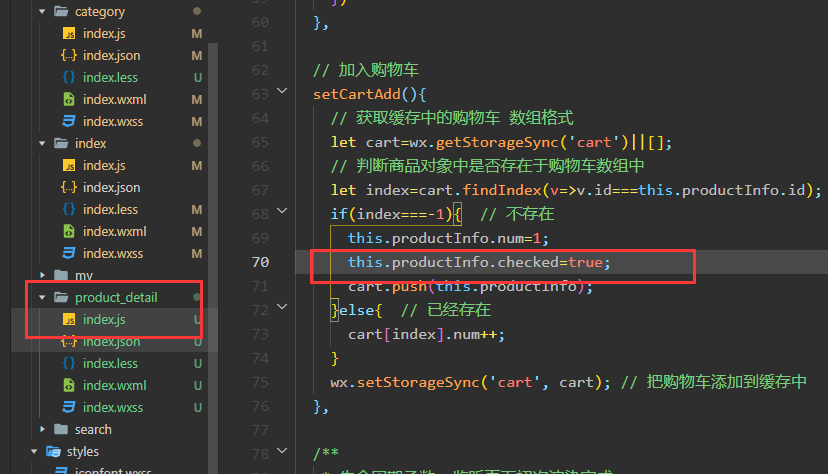 category
index.js M
index.json M
index.less U
index.wxml M
index.wxss M
index
index.js M
index.json
index.less M
index.wxml M
index.wxss M
my
product_detail
index.js U
index.json U
index.less U
index.wxml U
index.wxss U
search
styles
iconfont.wxss
})
60 },
61
62 // 加入购物车
63 setCartAdd(){
64 // 获取缓存中的购物车 数组格式
65 let cart=wx.getStorageSync('cart')||[];
66 // 判断商品对象中是否存在于购物车数组中
67 let index=cart.findIndex(v=>v.id===this.productInfo.id);
68 if(index===-1){ // 不存在
69 this.productInfo.num=1;
70 this.productInfo.checked=true;
71 cart.push(this.productInfo);
72 }else{ // 已经存在
73 cart[index].num++;
74 }
75 wx.setStorageSync('cart', cart); // 把购物车添加到缓存中
76 },
77
78 /**